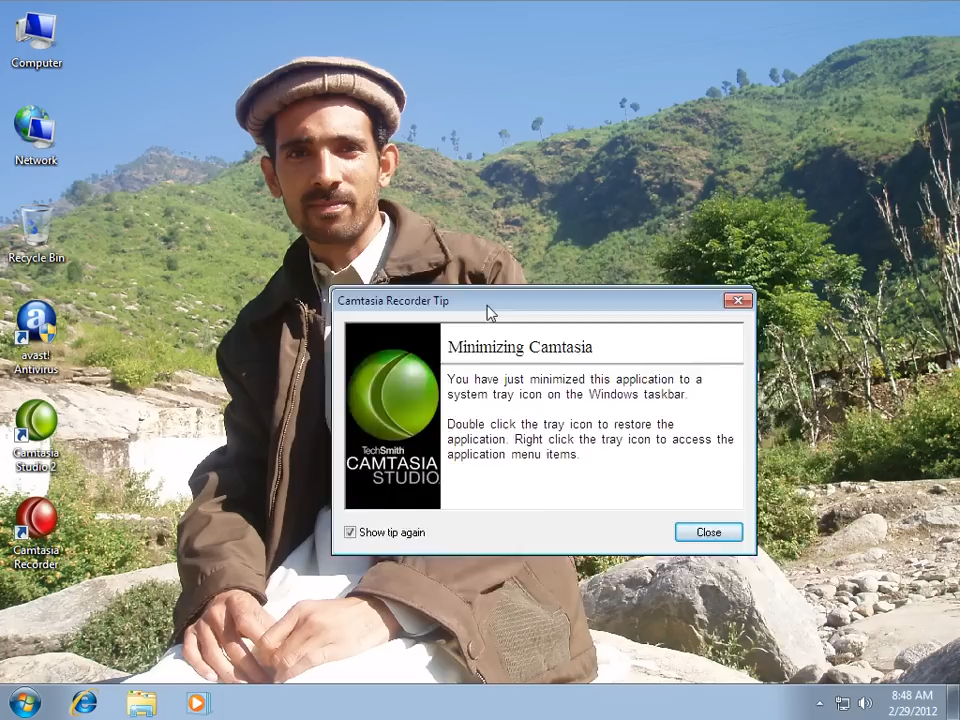 Computer
Network
Recycle Bin
avast!
Antivirus
Camtasia
Studio 2
Camtasia
Recorder
Camtasia Recorder Tip
Minimizing Camtasia
You have just minimized this application to a
system tray icon on the Windows taskbar.
Double click the tray icon to restore the
application. Right click the tray icon to access the
application menu items.
TechSmith
CAMTASIA
STUDIO
Show tip again
Close
8:48 AM
2/29/2012